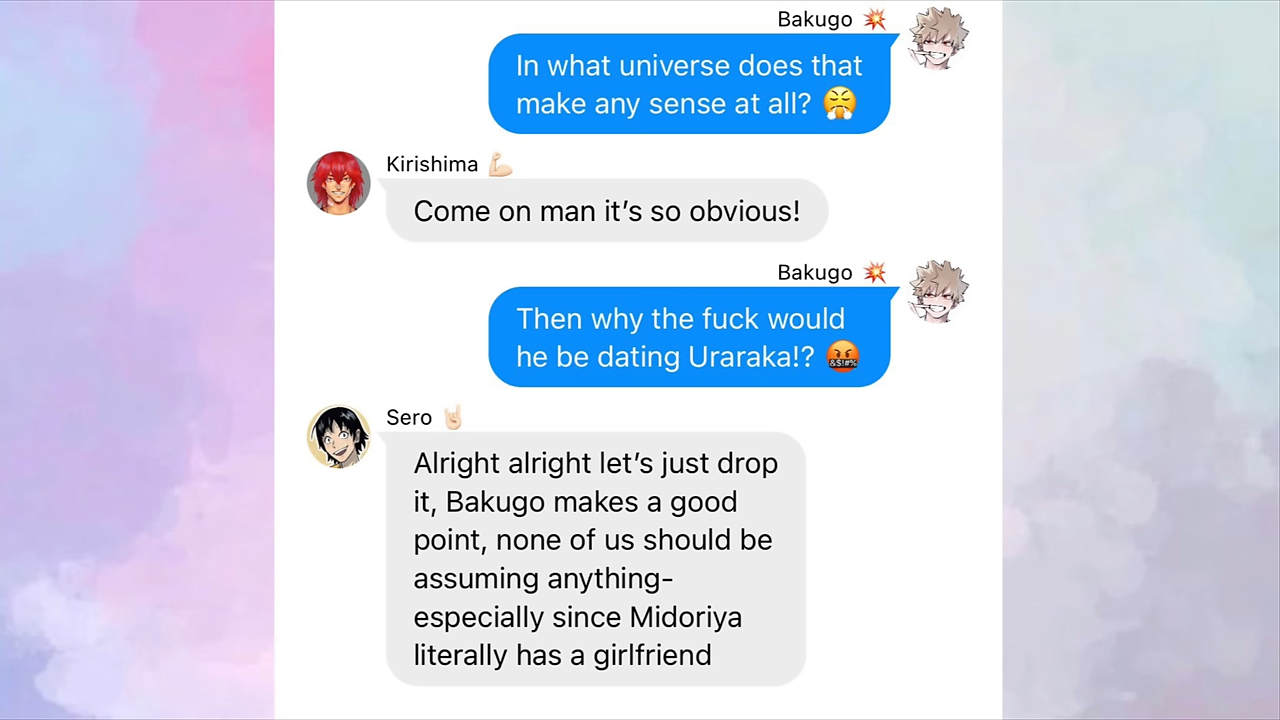 Bakugo 💥
In what universe does that
make any sense at all? 😤
Kirishima 💪🏻
Come on man it’s so obvious!
Bakugo 💥
Then why the fuck would
he be dating Uraraka!? 🤬
Sero 🤘🏻
Alright alright let’s just drop
it, Bakugo makes a good
point, none of us should be
assuming anything-
especially since Midoriya
literally has a girlfriend